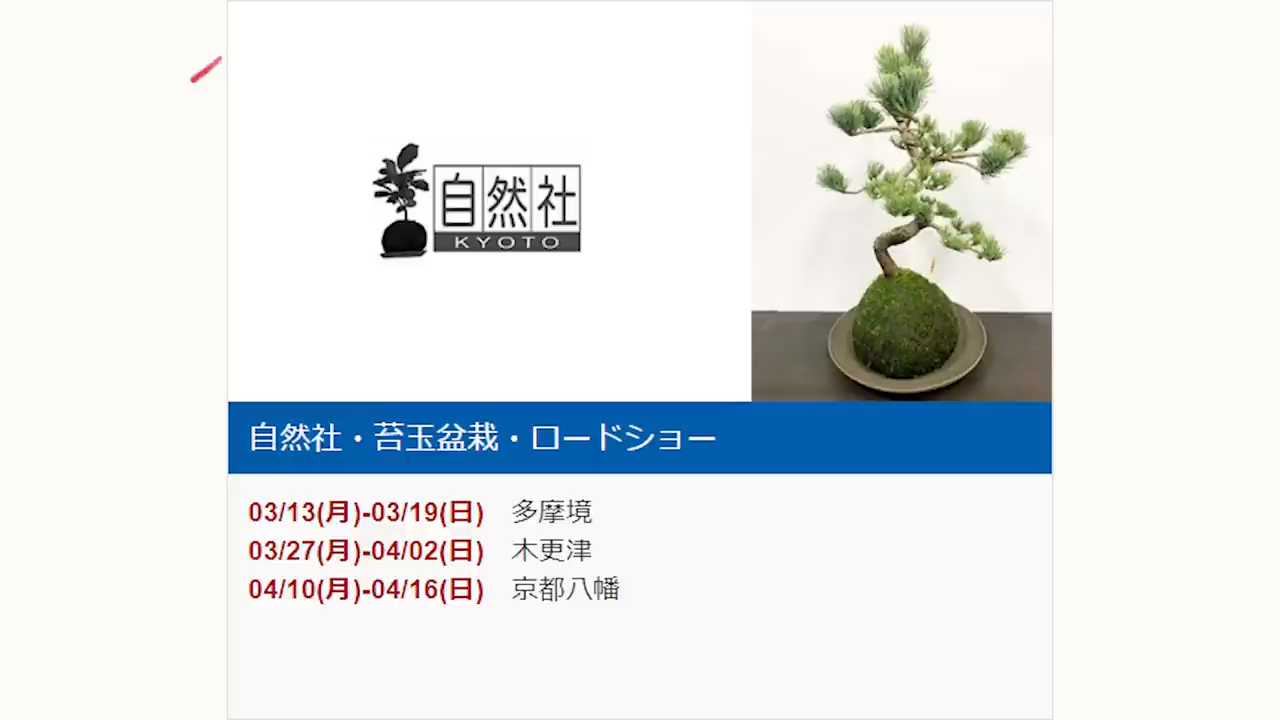 自然社
KYOTO
自然社・苔玉盆栽・ロードショー
03/13(月)-03/19(日) 多摩境
03/27(月)-04/02(日) 木更津
04/10(月)-04/16(日) 京都八幡